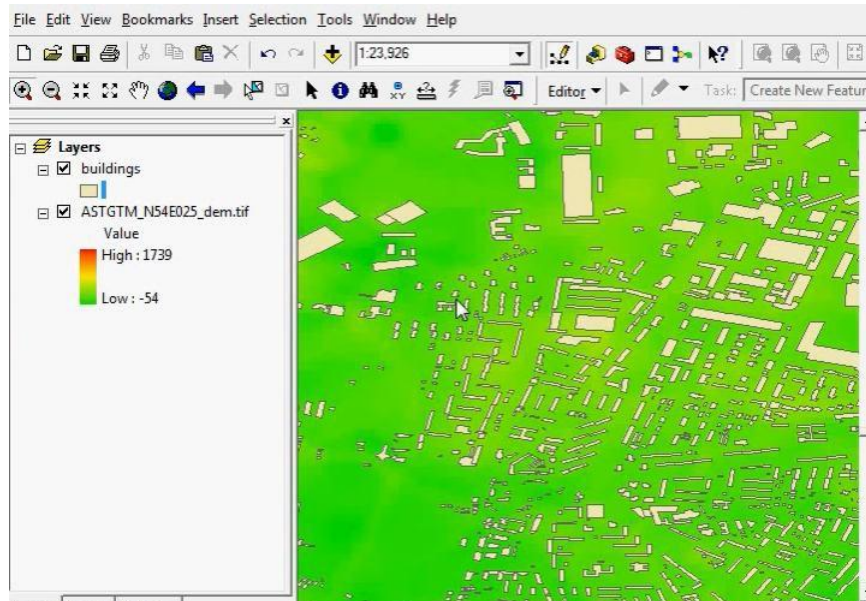 File Edit View Bookmarks Insert Selection Tools Window Help
1:23,926
Editor Task: Create New Featur
Layers
buildings
ASTGTM_N54E025_dem.tif
Value
High : 1739
Low : -54